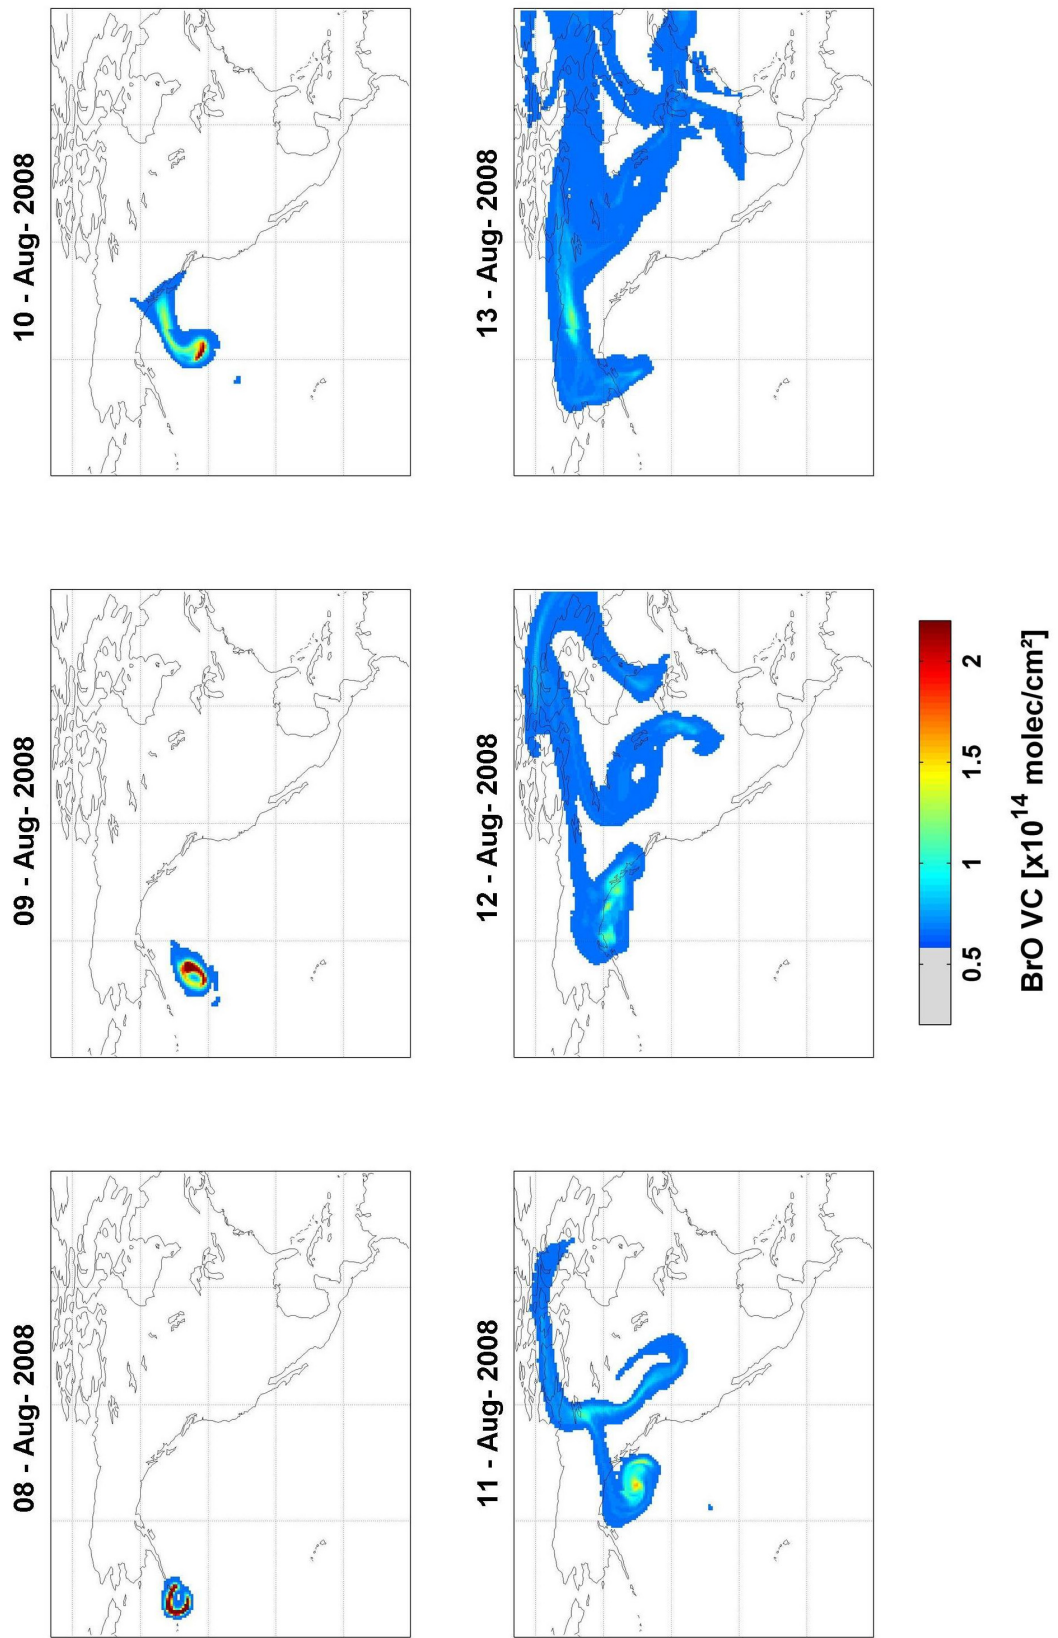 08 - Aug- 2008
09 - Aug- 2008
10 - Aug- 2008
11 - Aug- 2008
12 - Aug- 2008
13 - Aug- 2008
0.5
1
1.5
2
BrO VC [x10¹⁴ molec/cm²]